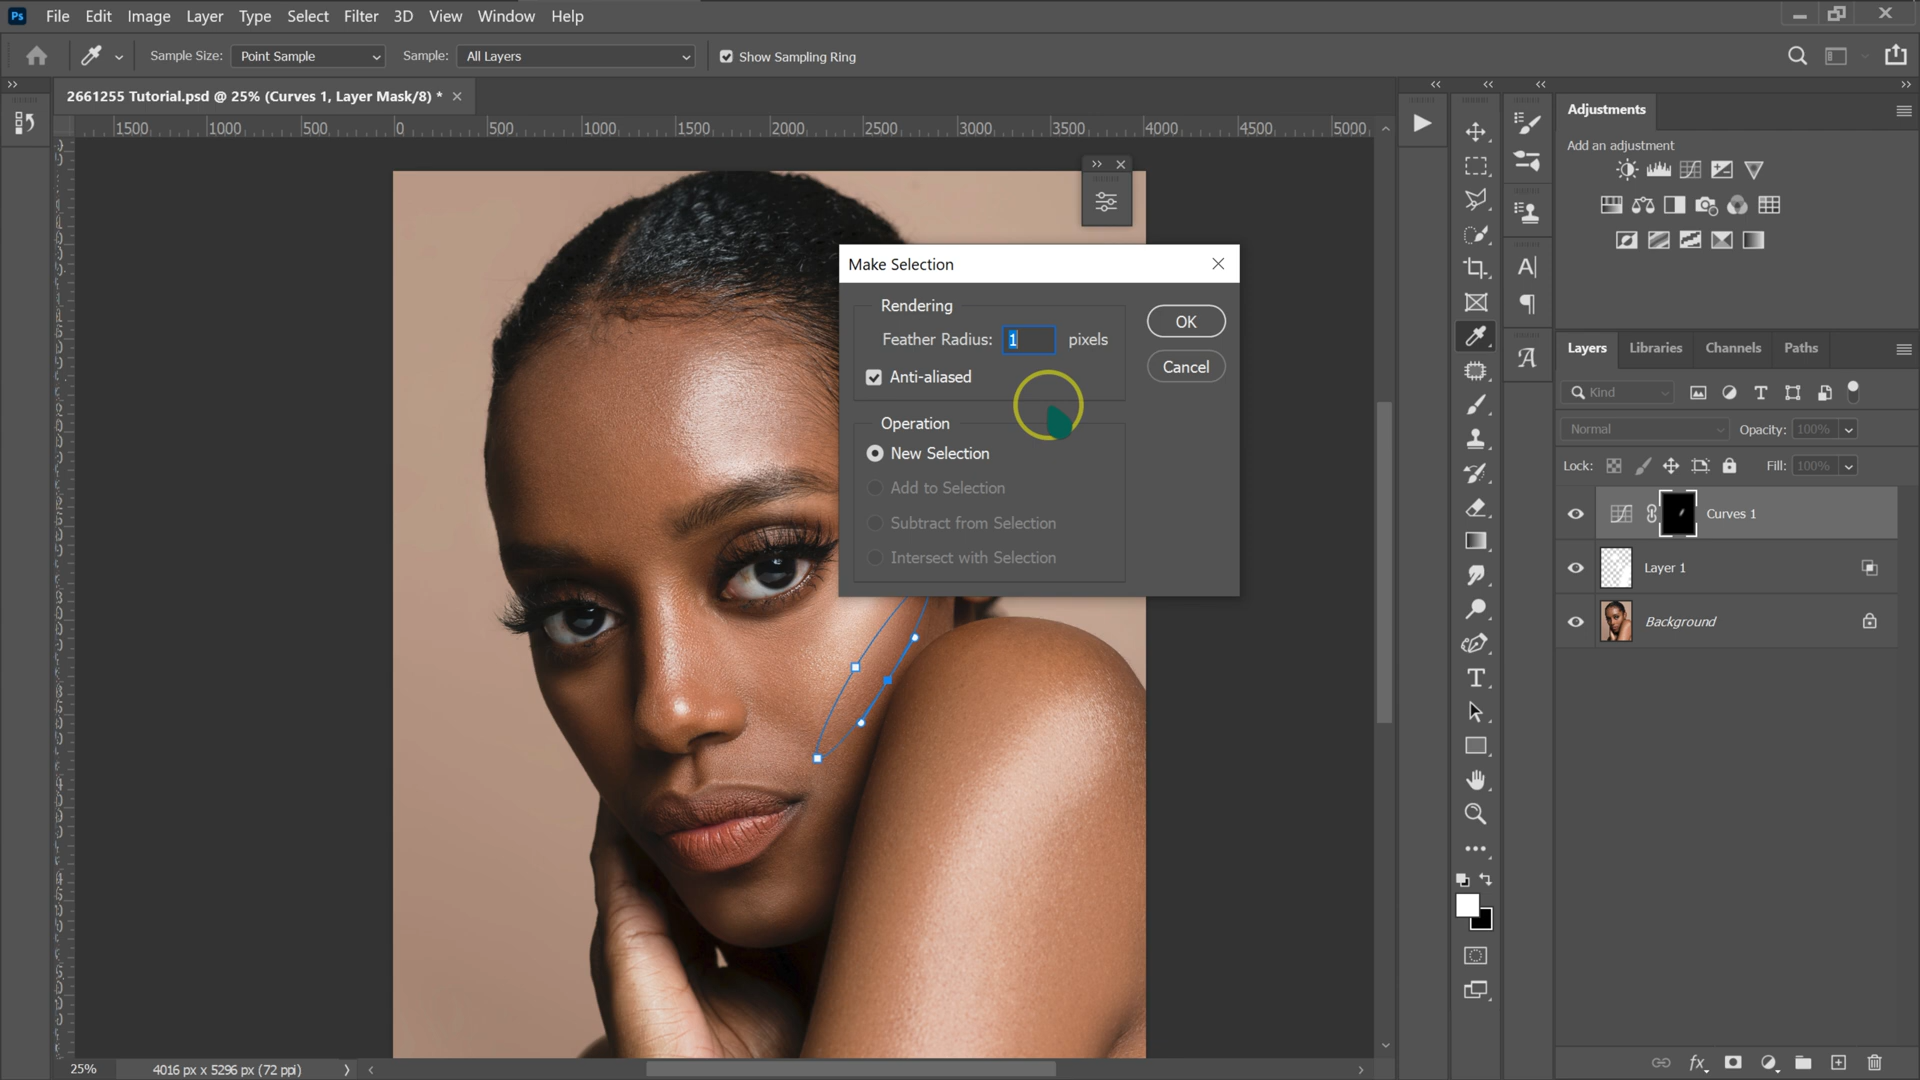 Ps File Edit Image Layer Type Select Filter 3D View Window Help
Sample Size: Point Sample Sample: All Layers Show Sampling Ring
2661255 Tutorial.psd @ 25% (Curves 1, Layer Mask/8) *
1500 1000 500 0 500 1000 1500 2000 2500 3000 3500 4000 4500 5000
Adjustments
Add an adjustment
Make Selection
Rendering
Feather Radius: 1 pixels
Anti-aliased
OK
Cancel
Operation
New Selection
Add to Selection
Subtract from Selection
Intersect with Selection
Layers Libraries Channels Paths
Kind
Normal Opacity: 100%
Lock: Fill: 100%
Curves 1
Layer 1
Background
25% 4016 px x 5296 px (72 ppi)